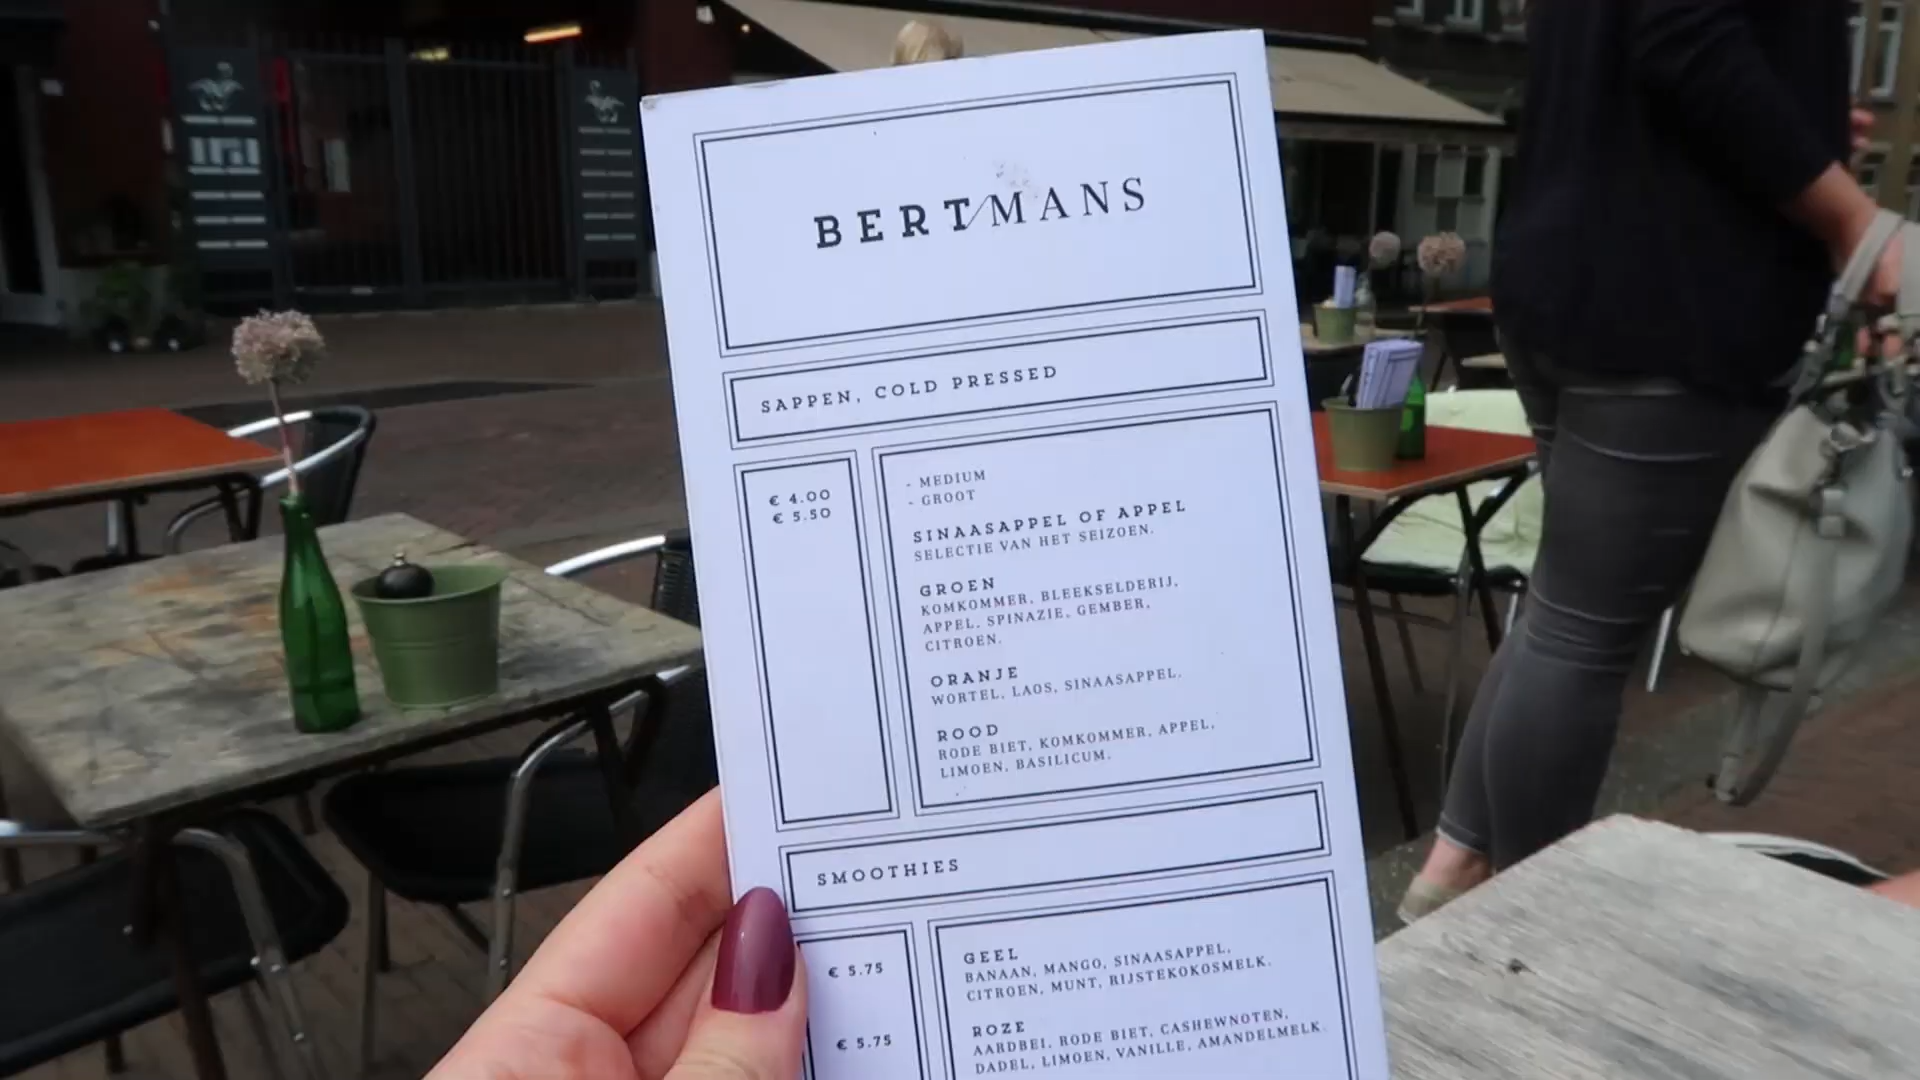 BERTMANS
SAPPEN, COLD PRESSED
€ 4.00
€ 5.50
- MEDIUM
- GROOT
SINAASAPPEL OF APPEL
SELECTIE VAN HET SEIZOEN.
GROEN
KOMKOMMER, BLEEKSELDERIJ,
APPEL, SPINAZIE, GEMBER,
CITROEN.
ORANJE
WORTEL, LAOS, SINAASAPPEL.
ROOD
RODE BIET, KOMKOMMER, APPEL,
LIMOEN, BASILICUM.
SMOOTHIES
€ 5.75
GEEL
BANAAN, MANGO, SINAASAPPEL,
CITROEN, MUNT, RIJSTEKOKOSMELK.
€ 5.75
ROZE
AARDBEI, RODE BIET, CASHEWNOTEN,
DADEL, LIMOEN, VANILLE, AMANDELMELK.